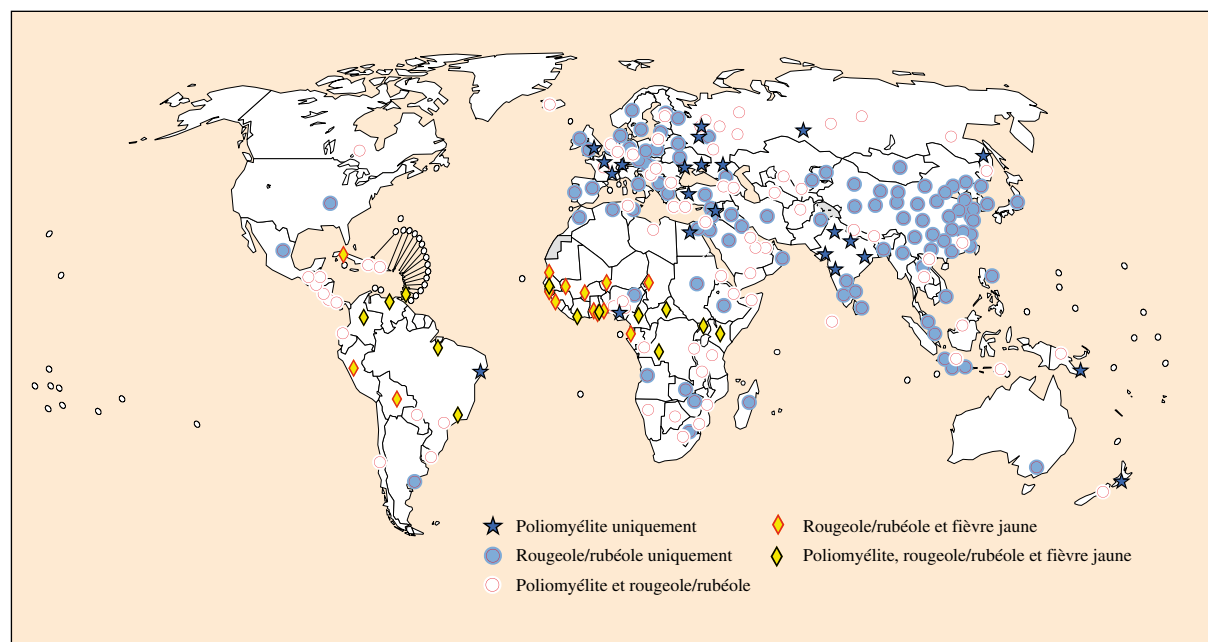 Poliomyélite uniquement
Rougeole/rubéole uniquement
Poliomyélite et rougeole/rubéole
Rougeole/rubéole et fièvre jaune
Poliomyélite, rougeole/rubéole et fièvre jaune